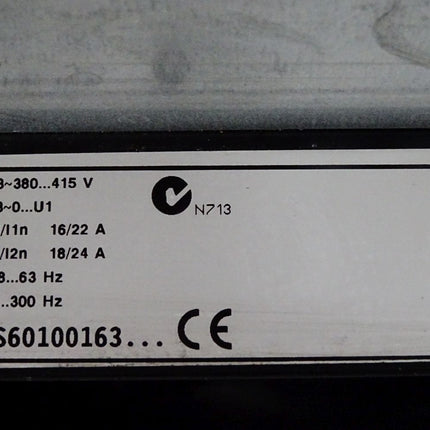 3~380...415 V
3~0...U1
/I1n 16/22 A
/I2n 18/24 A
8...63 Hz
...300 Hz
S60100163...
N713
CE